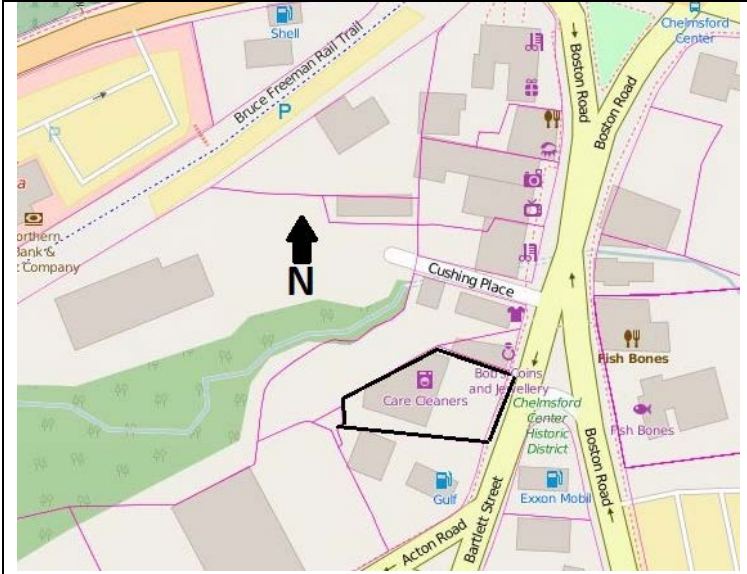 Shell
Chelmsford
Center
Bruce Freeman Rail Trail
P
P
Boston Road
Boston Road
a
orthern
Bank &
t Company
N
Cushing Place
Fish Bones
Bob's Coins
and Jewellery
Care Cleaners
Chelmsford
Center
Historic
District
Fish Bones
Boston Road
Gulf
Exxon Mobil
Bartlett Street
Acton Road